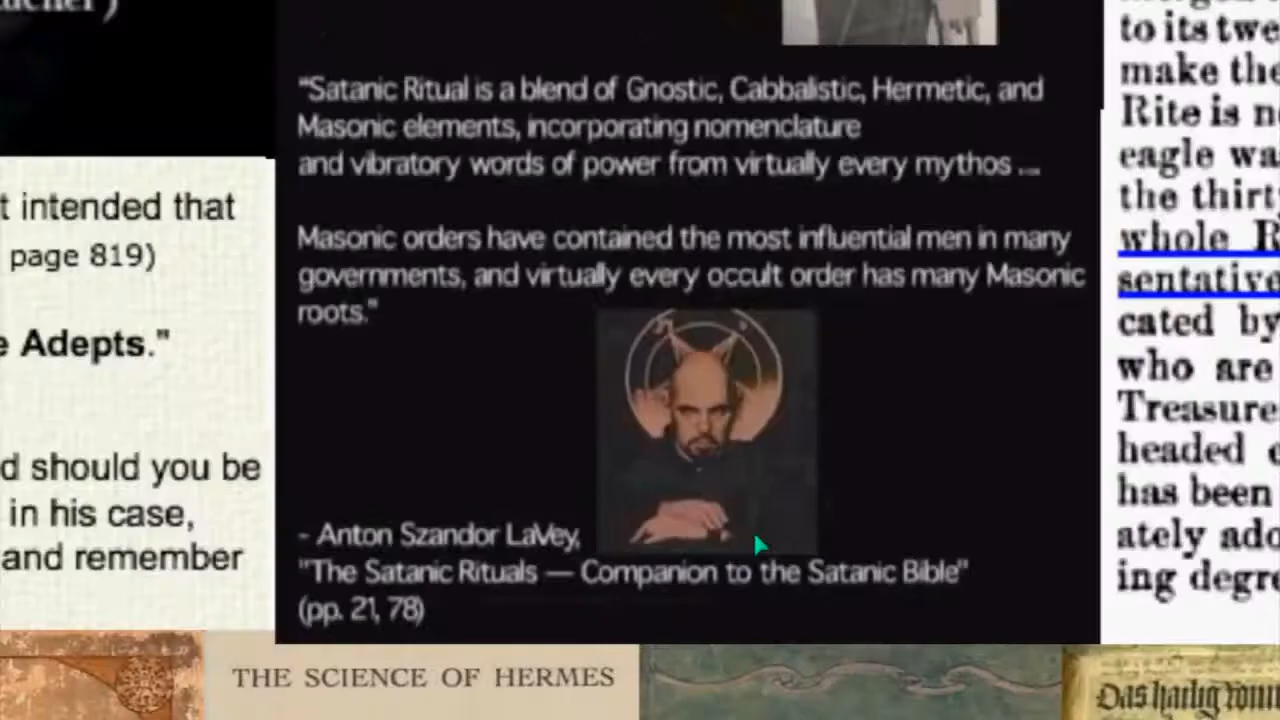 "Satanic Ritual is a blend of Gnostic, Cabbalistic, Hermetic, and
Masonic elements, incorporating nomenclature
and vibratory words of power from virtually every mythos ...
Masonic orders have contained the most influential men in many
governments, and virtually every occult order has many Masonic
roots."
- Anton Szandor LaVey,
"The Satanic Rituals — Companion to the Satanic Bible"
(pp. 21, 78)
t intended that
page 819)
e Adepts."
d should you be
in his case,
and remember
to its twe
make the
Rite is n
eagle wa
the thirt
whole R
sentative
cated by
who are
Treasure
headed
has been
ately ado
ing degre
THE SCIENCE OF HERMES